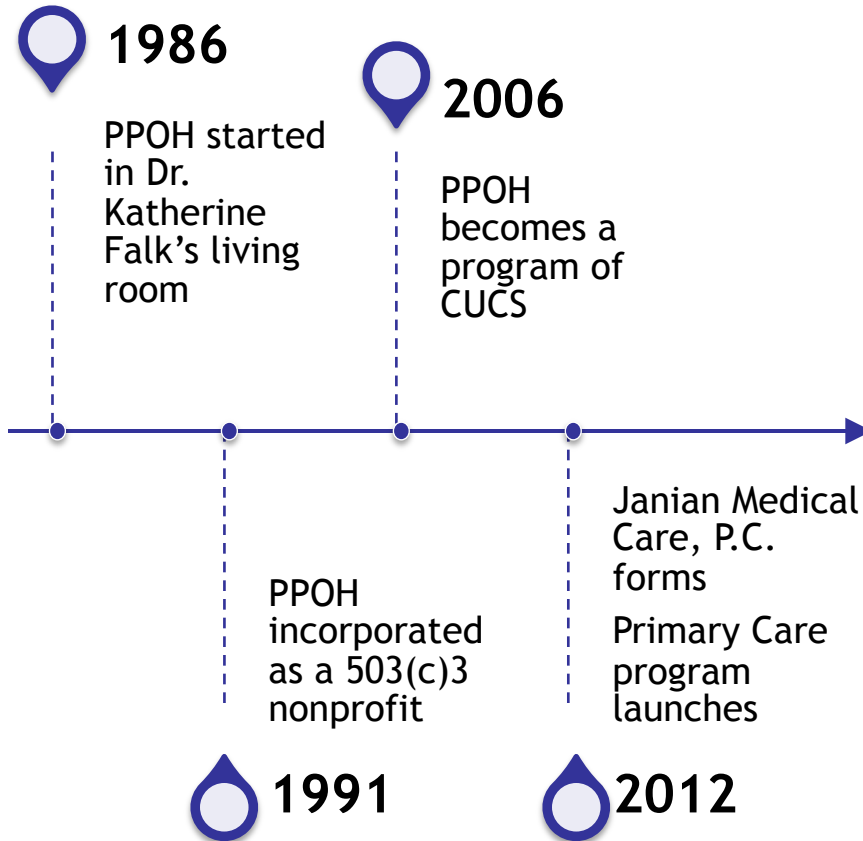 1986
PPOH started
in Dr.
Katherine
Falk’s living
room
2006
PPOH
becomes a
program of
CUCS
PPOH
incorporated
as a 503(c)3
nonprofit
1991
Janian Medical
Care, P.C.
forms
Primary Care
program
launches
2012